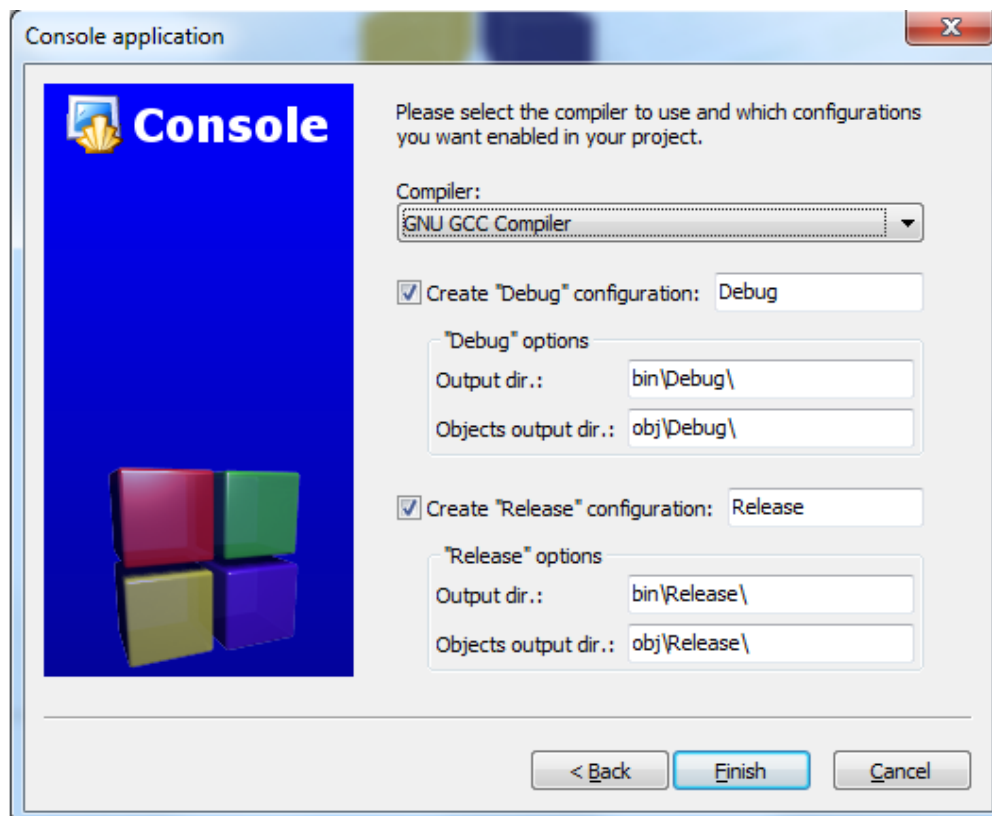 Console application
Console
Please select the compiler to use and which configurations
you want enabled in your project.
Compiler:
GNU GCC Compiler
Create "Debug" configuration: Debug
"Debug" options
Output dir.: bin\Debug\
Objects output dir.: obj\Debug\
Create "Release" configuration: Release
"Release" options
Output dir.: bin\Release\
Objects output dir.: obj\Release\
< Back Finish Cancel